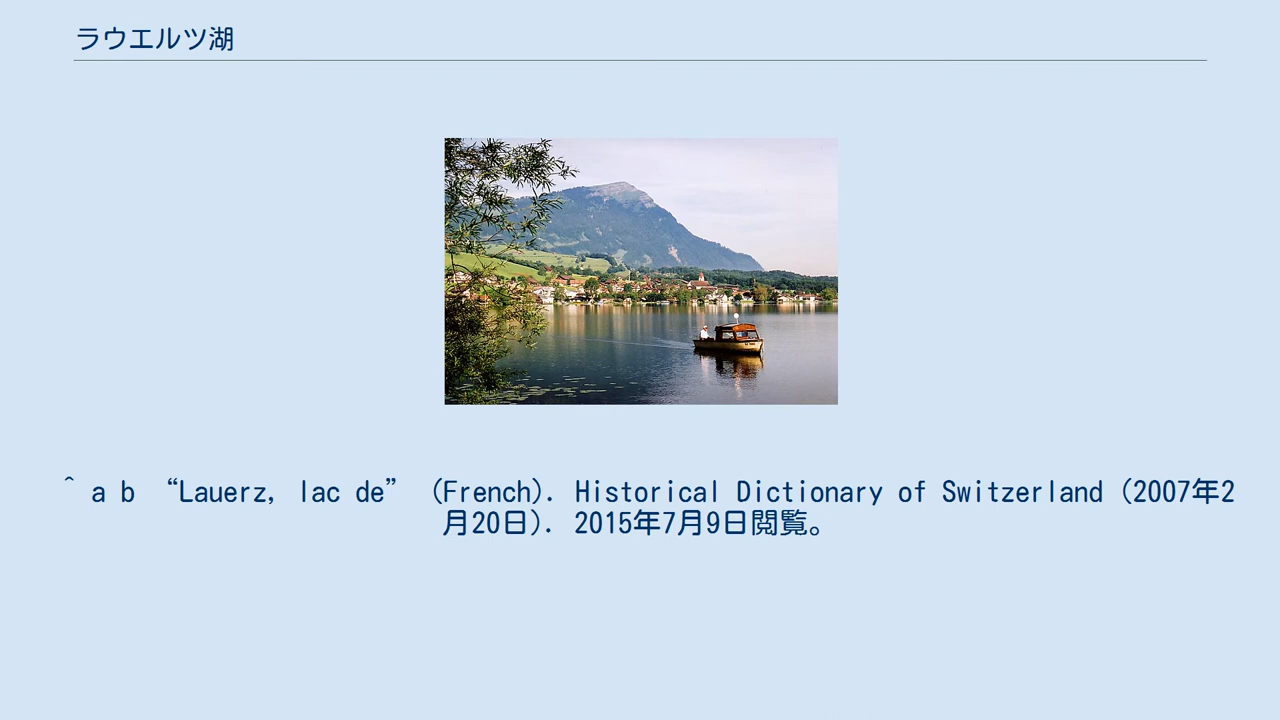 ラウエルツ湖
^ a b “Lauerz, lac de” (French). Historical Dictionary of Switzerland (2007年2
月20日). 2015年7月9日閲覧。